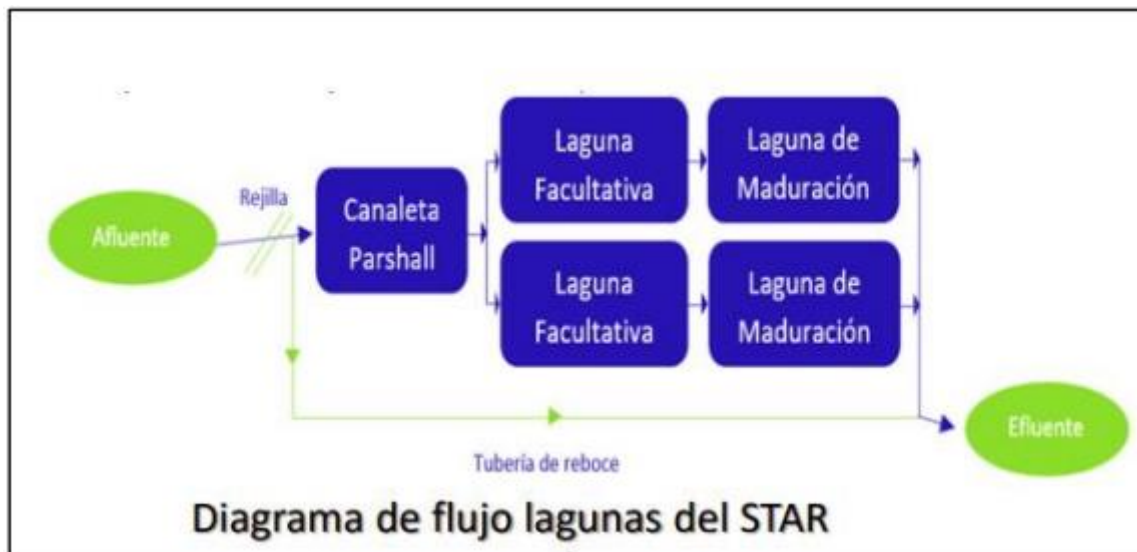 Afluente
Rejilla
Canaleta
Parshall
Laguna
Facultativa
Laguna de
Maduración
Laguna
Facultativa
Laguna de
Maduración
Efluente
Tubería de reboce
Diagrama de flujo lagunas del STAR